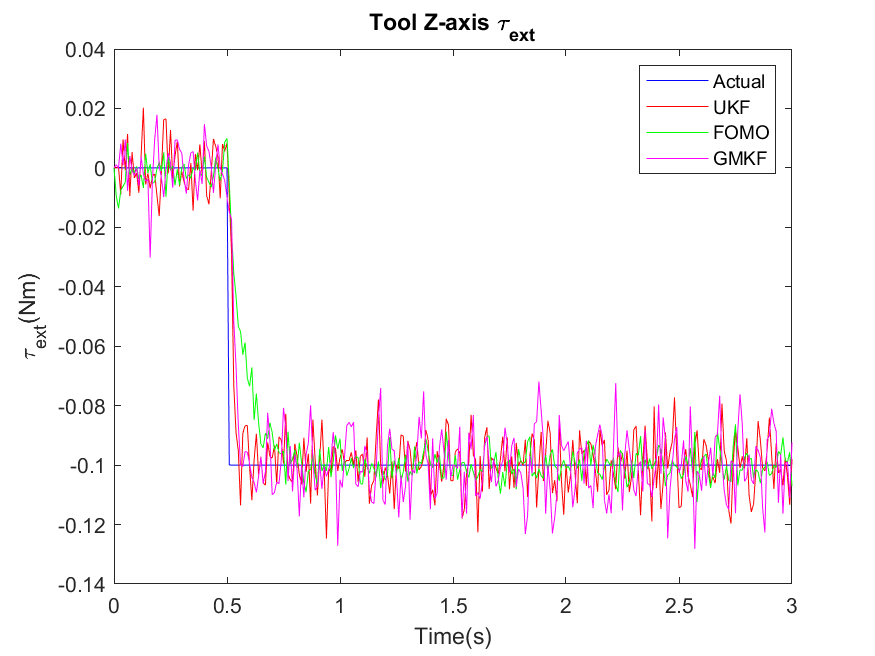 Tool Z-axis τext
0.04
0.02
0
-0.02
-0.04
-0.06
-0.08
-0.1
-0.12
-0.14
τext(Nm)
Actual
UKF
FOMO
GMKF
0 0.5 1 1.5 2 2.5 3
Time(s)